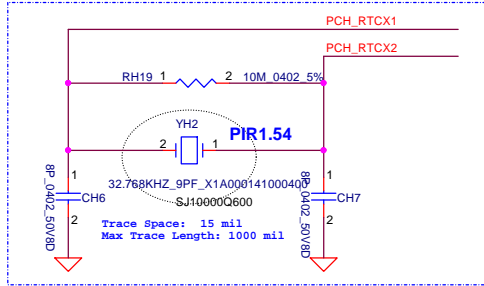 PCH_RTCX1
PCH_RTCX2
RH19 1 2 10M_0402_5%
YH2
PIR1.54
2 1
32.768KHZ_9PF_X1A000141000400
SJ10000Q600
8P_0402_50V8D
1
CH6
2
8P_0402_50V8D
1
CH7
2
Trace Space: 15 mil
Max Trace Length: 1000 mil